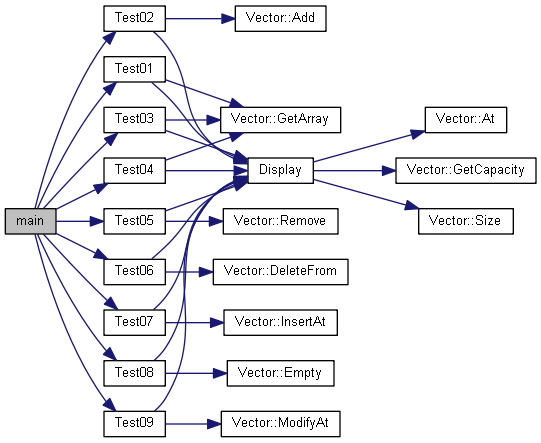 Test02
Vector::Add
Test01
Test03
Vector::GetArray
Vector::At
Test04
Display
Vector::GetCapacity
main
Test05
Vector::Remove
Vector::Size
Test06
Vector::DeleteFrom
Test07
Vector::InsertAt
Test08
Vector::Empty
Test09
Vector::ModifyAt